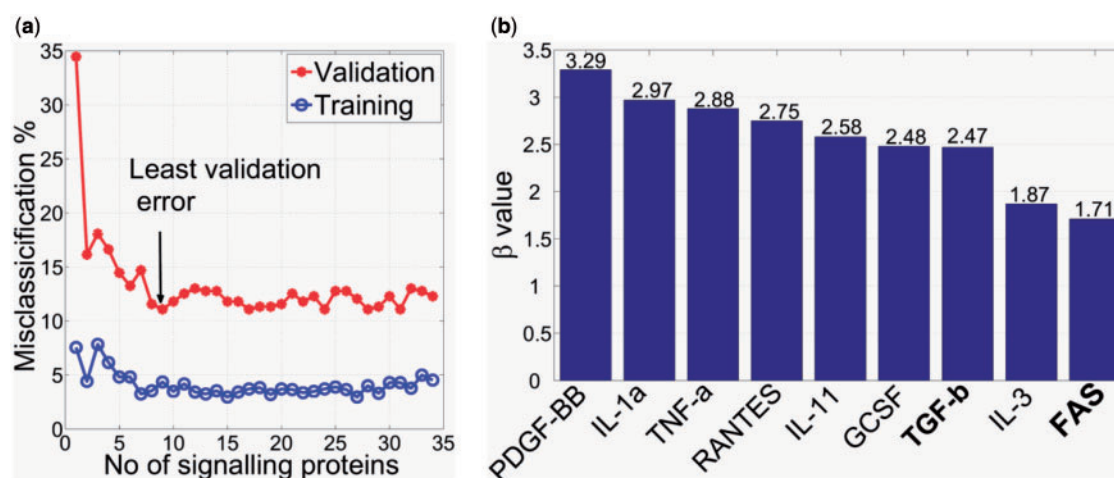 (a)
Misclassicification %
35
30
25
20
15
10
5
0
0 5 10 15 20 25 30 35
No of signalling proteins
Validation
Training
Least validation
error
(b)
β value
3.5
3
2.5
2
1.5
1
0.5
0
3.29
2.97
2.88
2.75
2.58
2.48
2.47
1.87
1.71
PDGF-BB
IL-1a
TNF-a
RANTES
IL-11
GCSF
TGF-b
IL-3
FAS